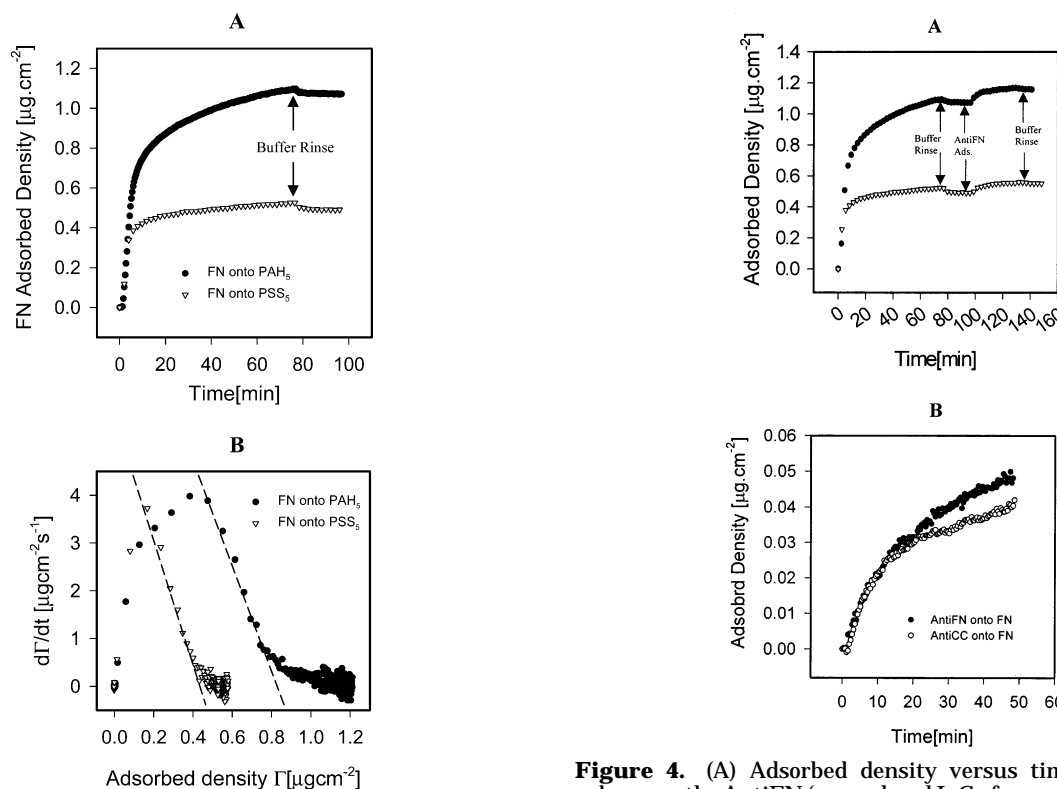 A
FN Adsorbed Density [µg.cm-2]
1.2
1.0
0.8
0.6
0.4
0.2
0.0
Buffer Rinse
FN onto PAH5
FN onto PSS5
0 20 40 60 80 100
Time[min]
B
dΓ/dt [µgcm-2s-1]
4
3
2
1
0
FN onto PAH5
FN onto PSS5
0.0 0.2 0.4 0.6 0.8 1.0 1.2
Adsorbed density Γ[µgcm-2]
A
Adsorbed Density [µg.cm-2]
1.4
1.2
1.0
0.8
0.6
0.4
0.2
0.0
Buffer
Rinse
AntiFN
Ads.
Buffer
Rinse
0 20 40 60 80 100 120 140 160
Time[min]
B
Adsobrd Density [µg.cm-2]
0.06
0.05
0.04
0.03
0.02
0.01
0.00
AntiFN onto FN
AntiCC onto FN
0 10 20 30 40 50 60
Time[min]
Figure 4. (A) Adsorbed density versus tim